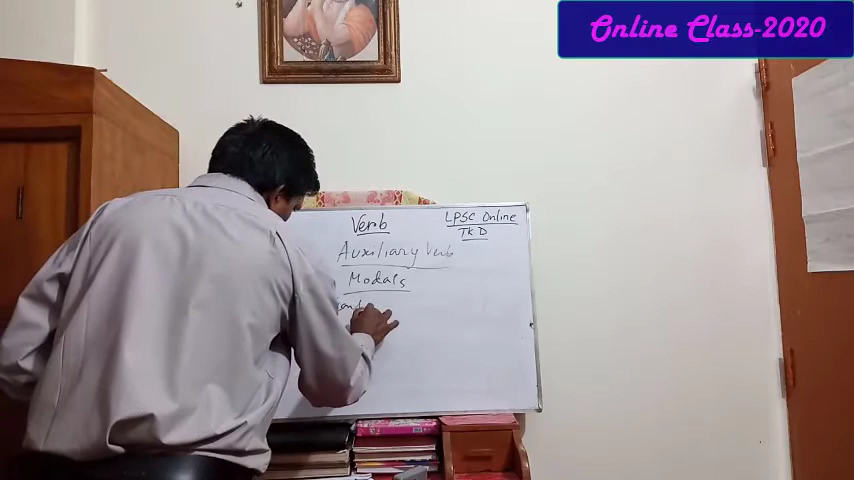 Online Class-2020
Verb
LPSC Online
TKD
Auxiliary Verb
Modals